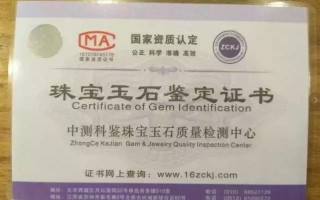 CMA
国家资质认定
公正 科学 准确 高效
ZCKJ
珠宝玉石鉴定证书
Certificate of Gem Identification
中测科鉴珠宝玉石质量检测中心
ZhongCe KeJian Gem & Jewelry Quality Inspection Center
证书网上查询：www.16zckj.com